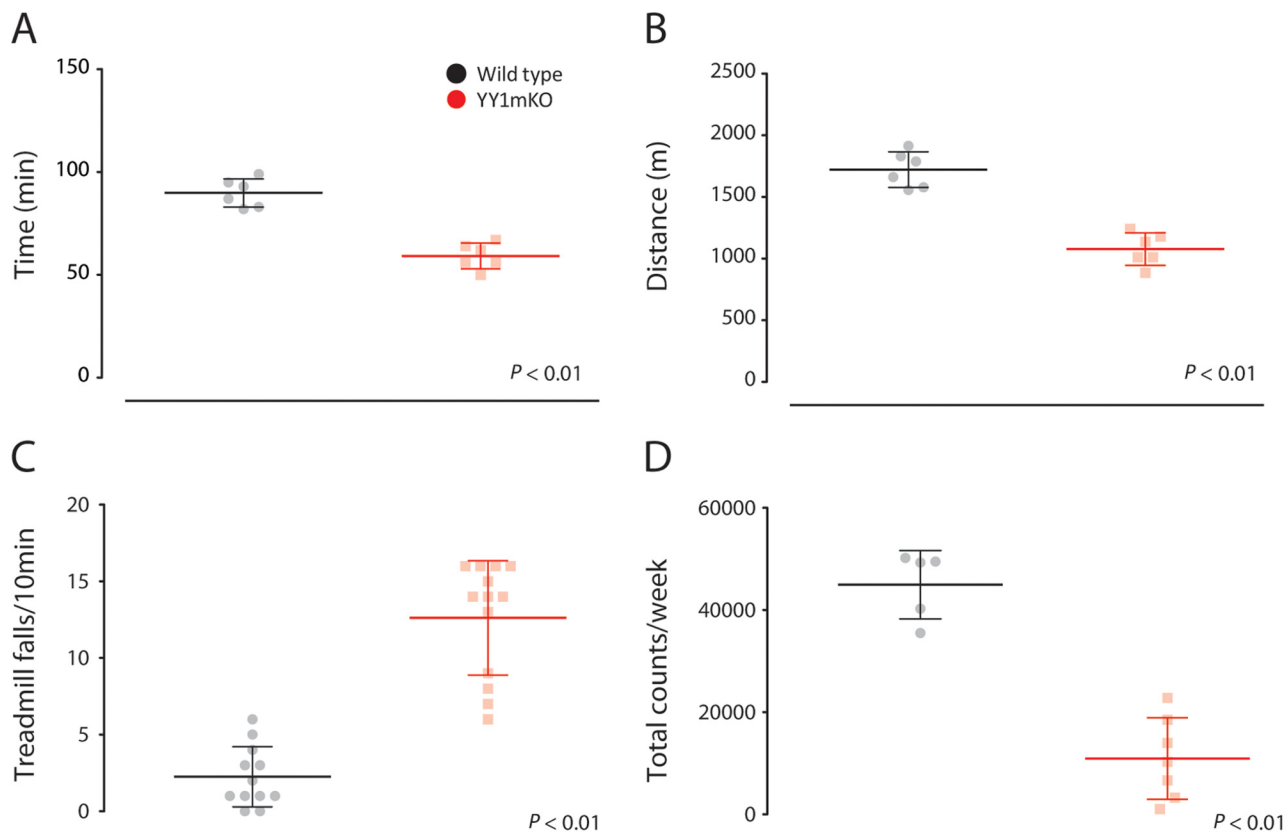 A
Time (min)
150
100
50
0
Wild type
YY1mKO
P < 0.01
B
Distance (m)
2500
2000
1500
1000
500
0
P < 0.01
C
Treadmill falls/10min
20
15
10
5
0
P < 0.01
D
Total counts/week
60000
40000
20000
0
P < 0.01